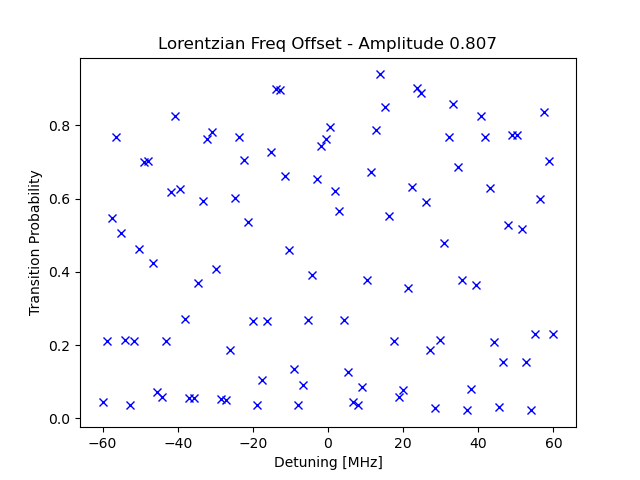 Lorentzian Freq Offset - Amplitude 0.807
Transition Probability
0.8
0.6
0.4
0.2
0.0
−60 −40 −20 0 20 40 60
Detuning [MHz]